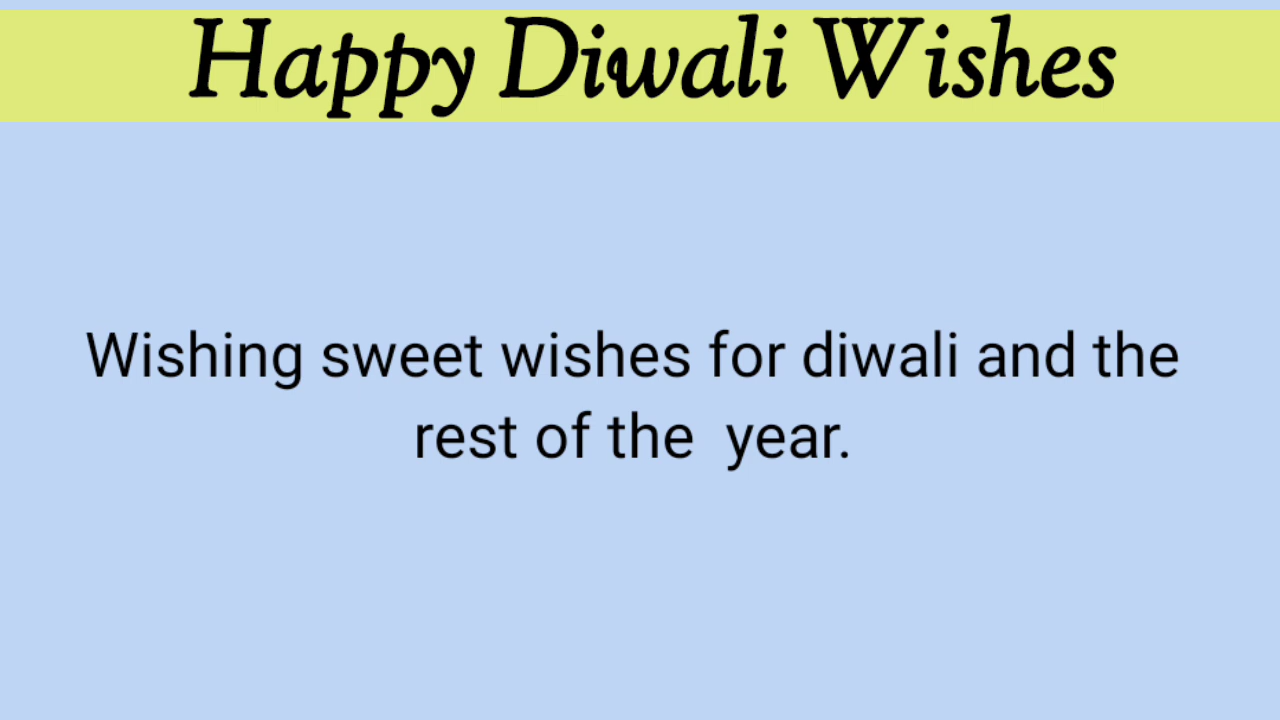 Happy Diwali Wishes
Wishing sweet wishes for diwali and the
rest of the  year.